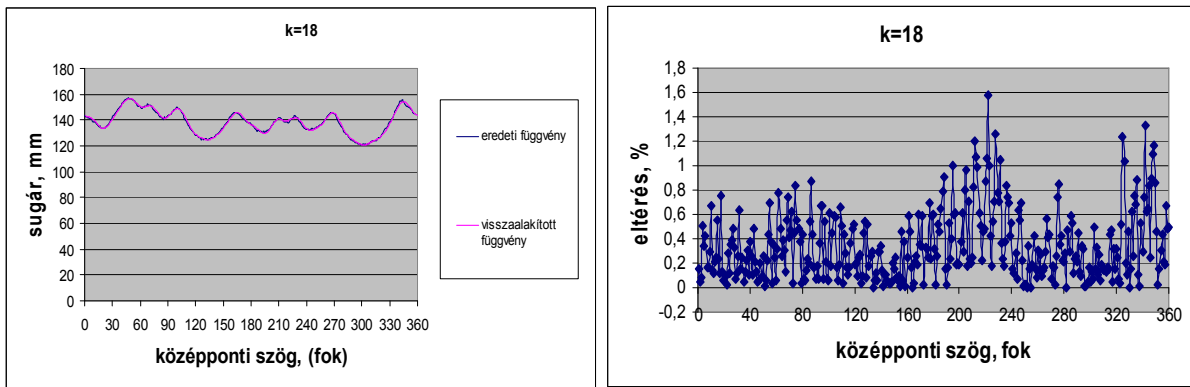 k=18
sugár, mm
180
160
140
120
100
80
60
40
20
0
0 30 60 90 120 150 180 210 240 270 300 330 360
középponti szög, (fok)
eredeti függvény
visszaalakított
függvény
k=18
eltérés, %
1,8
1,6
1,4
1,2
1
0,8
0,6
0,4
0,2
0
-0,2
0 40 80 120 160 200 240 280 320 360
középponti szög, fok